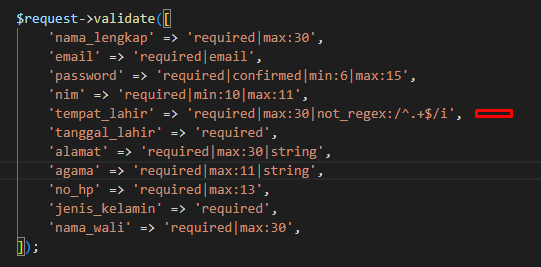 $request->validate([
'nama_lengkap' => 'required|max:30',
'email' => 'required|email',
'password' => 'required|confirmed|min:6|max:15',
'nim' => 'required|min:10|max:11',
'tempat_lahir' => 'required|max:30|not_regex:/^.+$/i',
'tanggal_lahir' => 'required',
'alamat' => 'required|max:30|string',
'agama' => 'required|max:11|string',
'no_hp' => 'required|max:13',
'jenis_kelamin' => 'required',
'nama_wali' => 'required|max:30',
]);